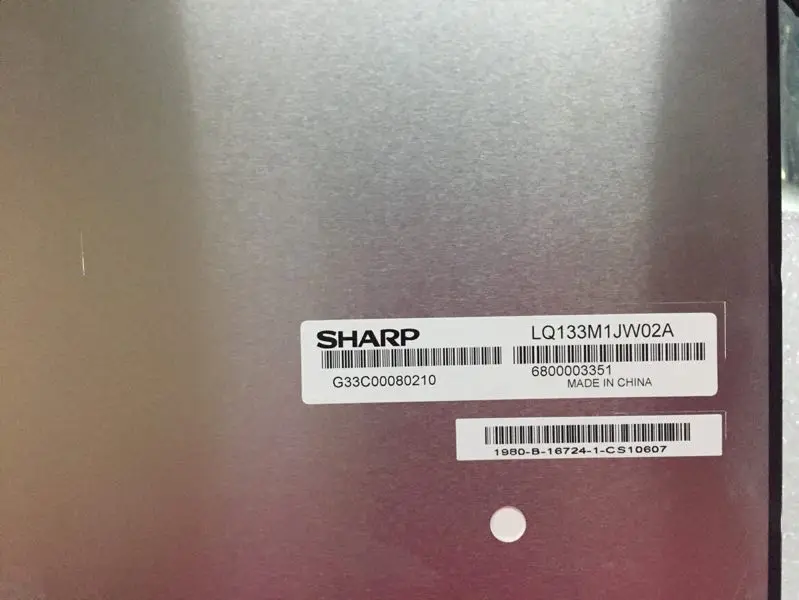 SHARP
LQ133M1JW02A
G33C00080210
6800003351
MADE IN CHINA
1980-B-16724-1-CS10607